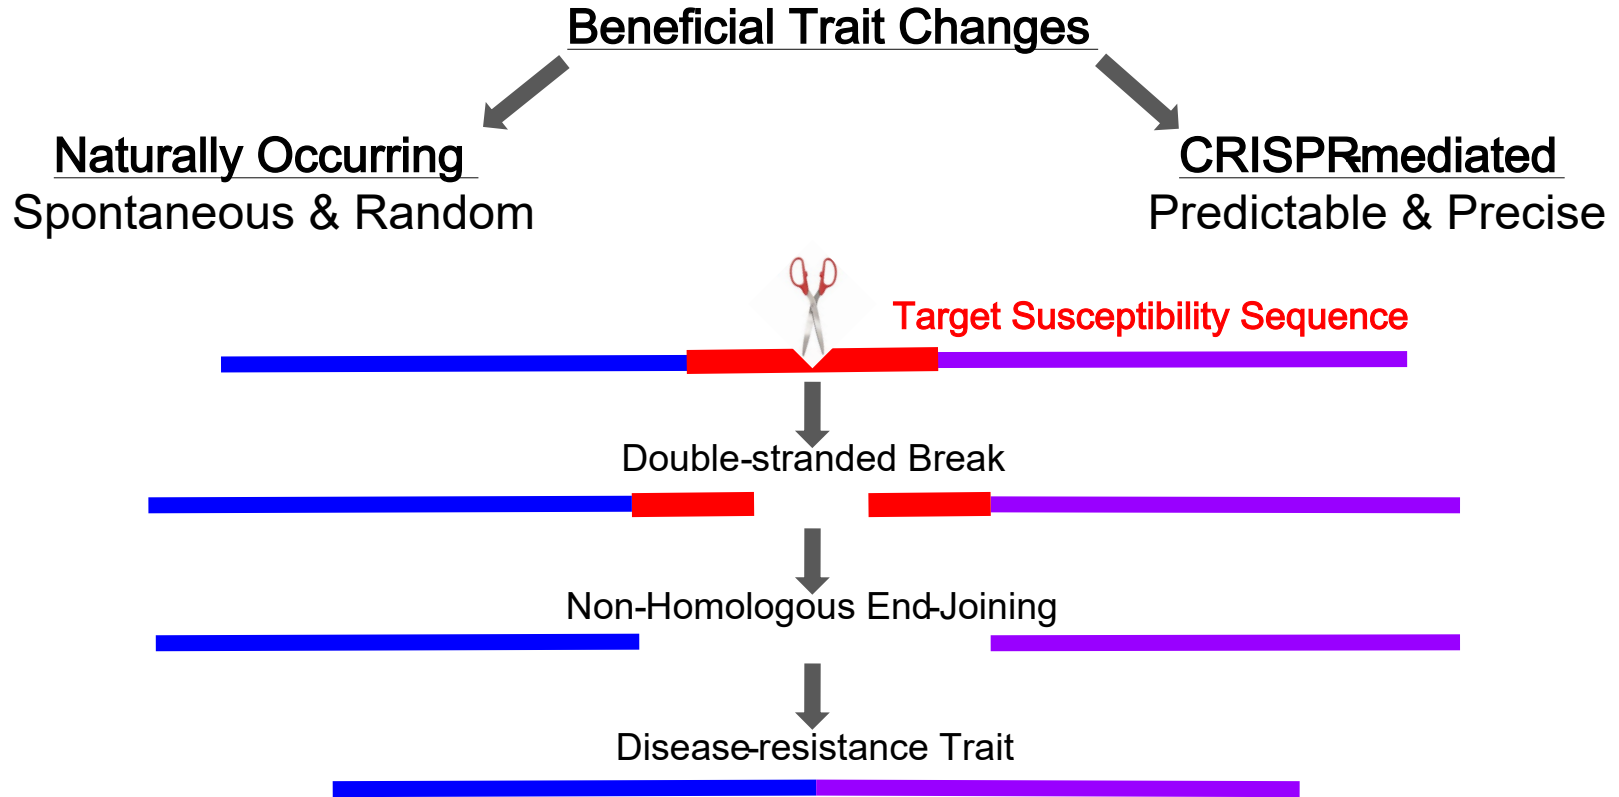 Beneficial Trait Changes
Naturally Occurring
Spontaneous & Random
CRISPR-mediated
Predictable & Precise
Target Susceptibility Sequence
Double-stranded Break
Non-Homologous End-Joining
Disease-resistance Trait